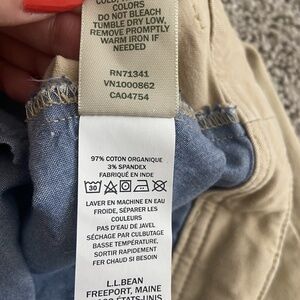 COLORS
DO NOT BLEACH
TUMBLE DRY LOW,
REMOVE PROMPTLY
WARM IRON IF
NEEDED
RN71341
VN1000862
CA04754
97% COTON ORGANIQUE
3% SPANDEX
FABRIQUÉ EN INDE
30
LAVER EN MACHINE EN EAU
FROIDE, SÉPARER LES
COULEURS
PAS D'EAU DE JAVEL
SÉCHAGE PAR CULBUTAGE
BASSE TEMPÉRATURE,
SORTIR RAPIDEMENT
FER CHAUD SI BESOIN
L.L.BEAN
FREEPORT, MAINE